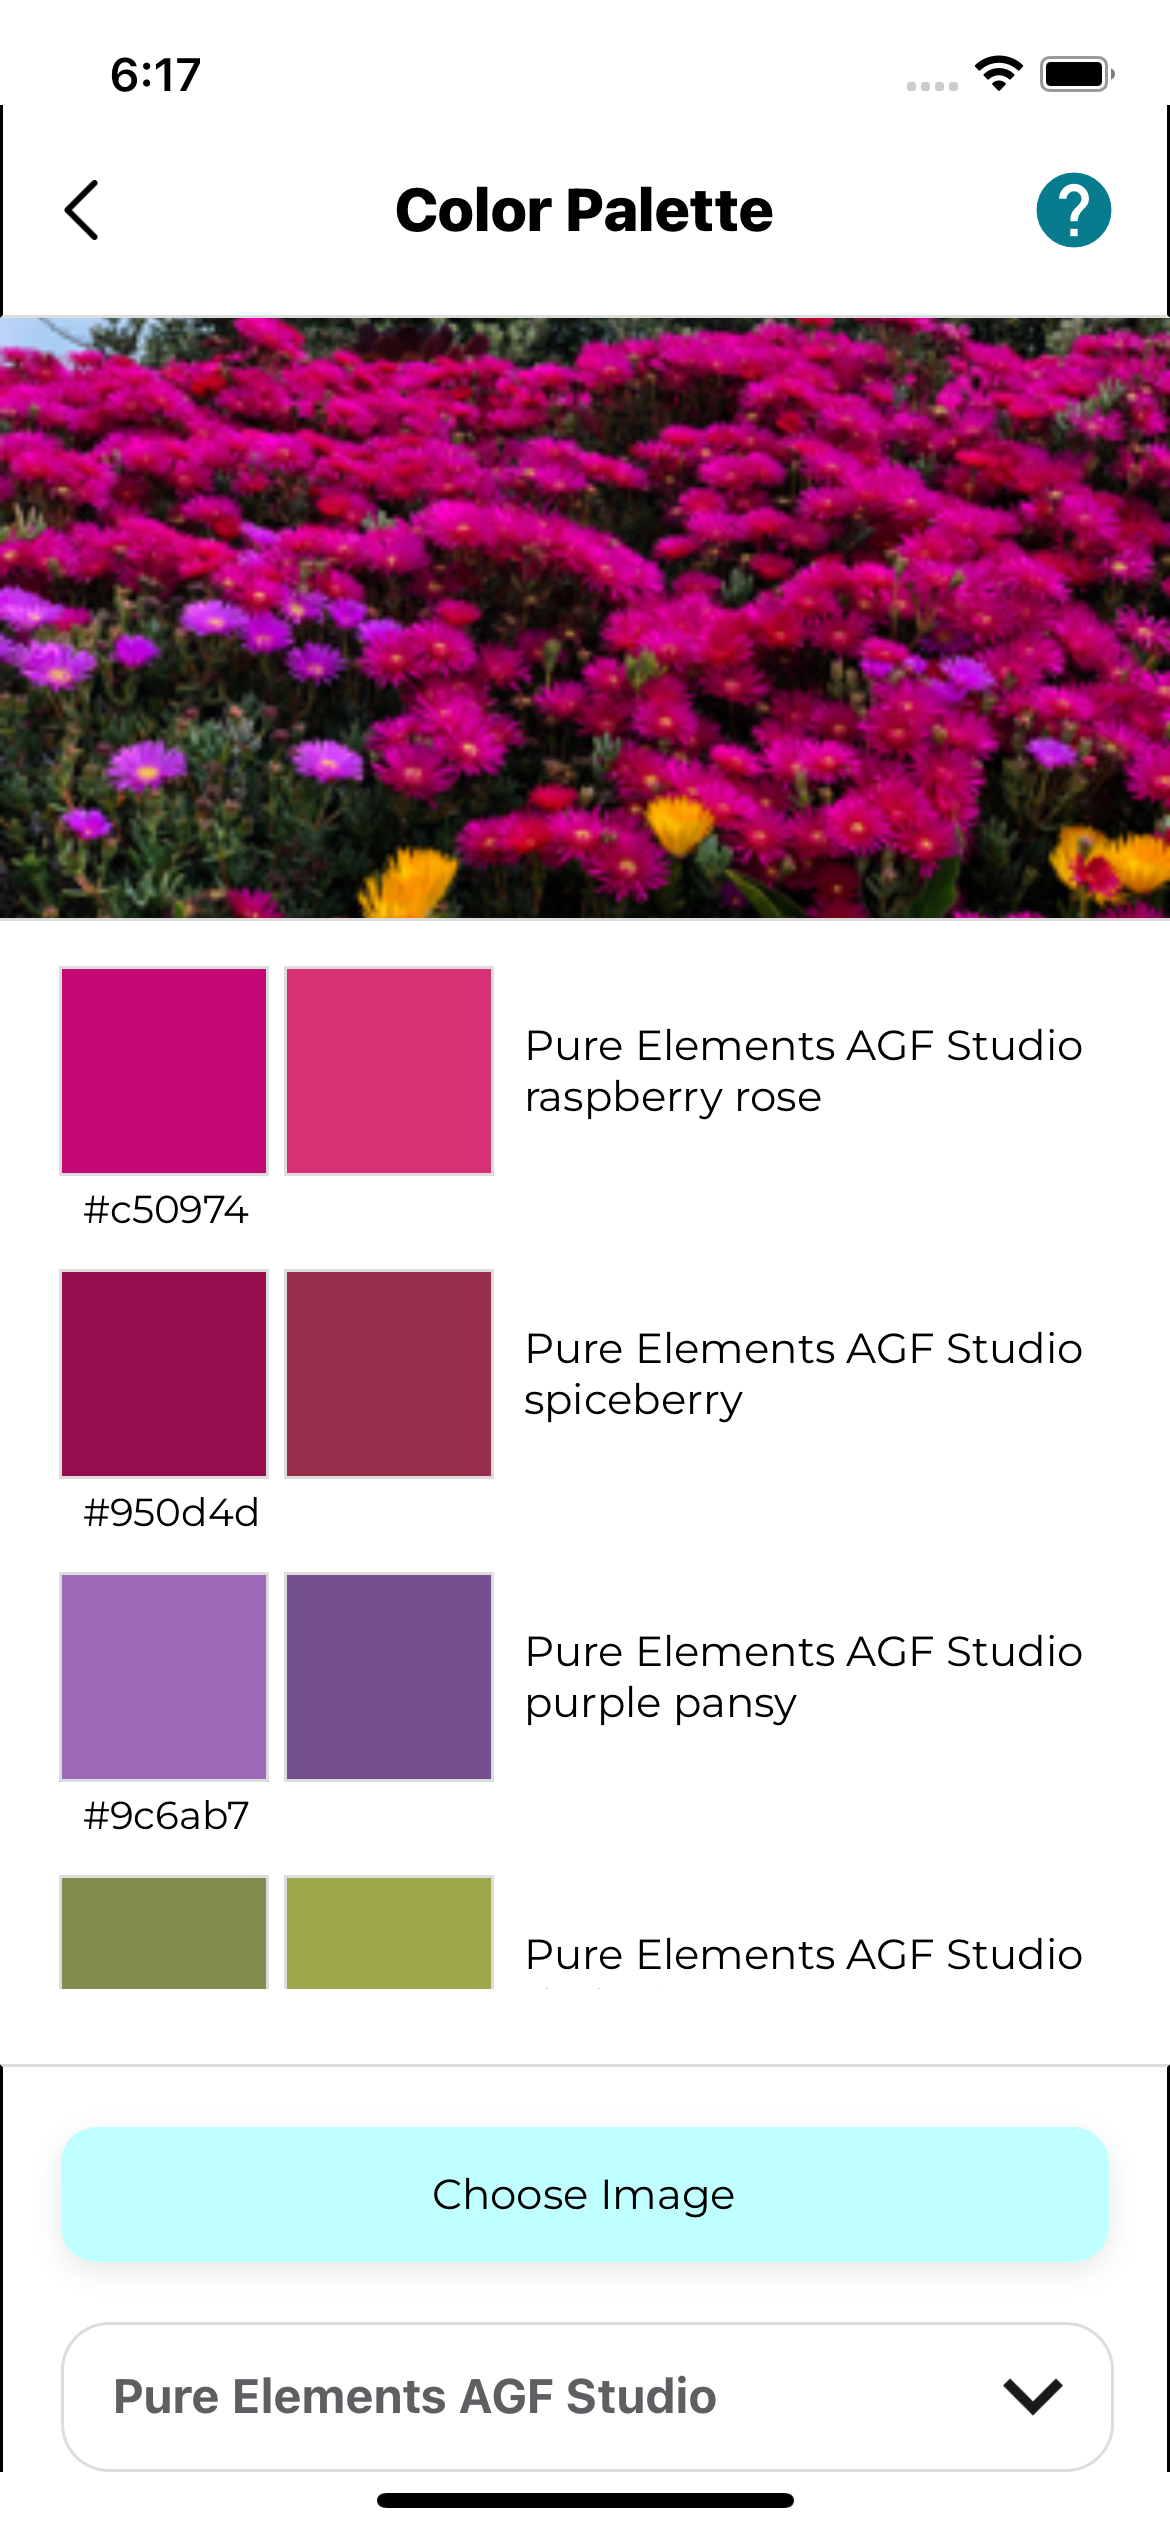 6:17
Color Palette
?
Pure Elements AGF Studio
raspberry rose
#c50974
Pure Elements AGF Studio
spiceberry
#950d4d
Pure Elements AGF Studio
purple pansy
#9c6ab7
Pure Elements AGF Studio
Choose Image
Pure Elements AGF Studio